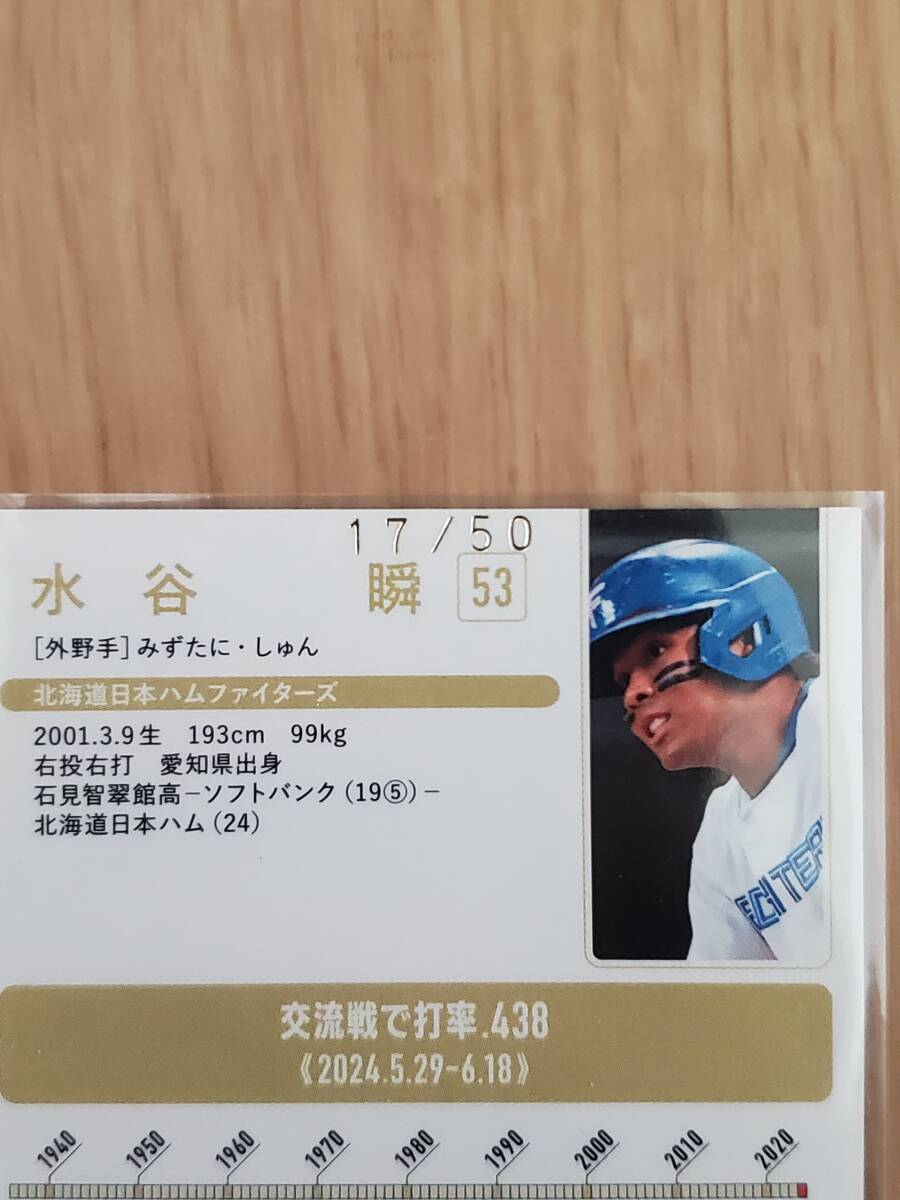 17/50
水谷 瞬 53
［外野手］みずたに・しゅん
北海道日本ハムファイターズ
2001.3.9生 193cm 99kg
右投右打 愛知県出身
石見智翠館高−ソフトバンク（19⑤）−
北海道日本ハム（24）
交流戦で打率.438
《2024.5.29~6.18》
1940 1950 1960 1970 1980 1990 2000 2010 2020